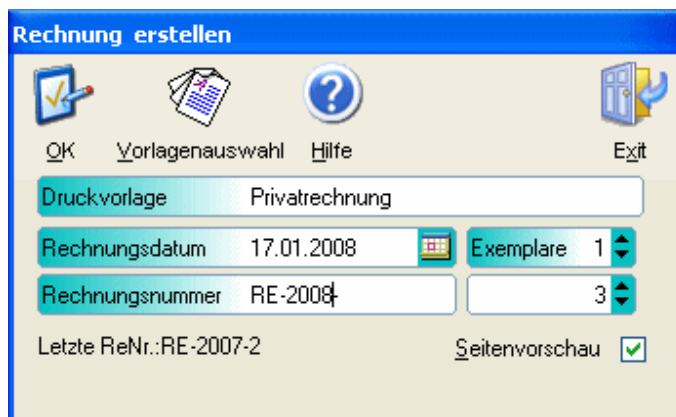 Rechnung erstellen
OK Vorlagenauswahl Hilfe Exit
Druckvorlage Privatrechnung
Rechnungsdatum 17.01.2008 Exemplare 1
Rechnungsnummer RE-2008- 3
Letzte ReNr.:RE-2007-2 Seitenvorschau